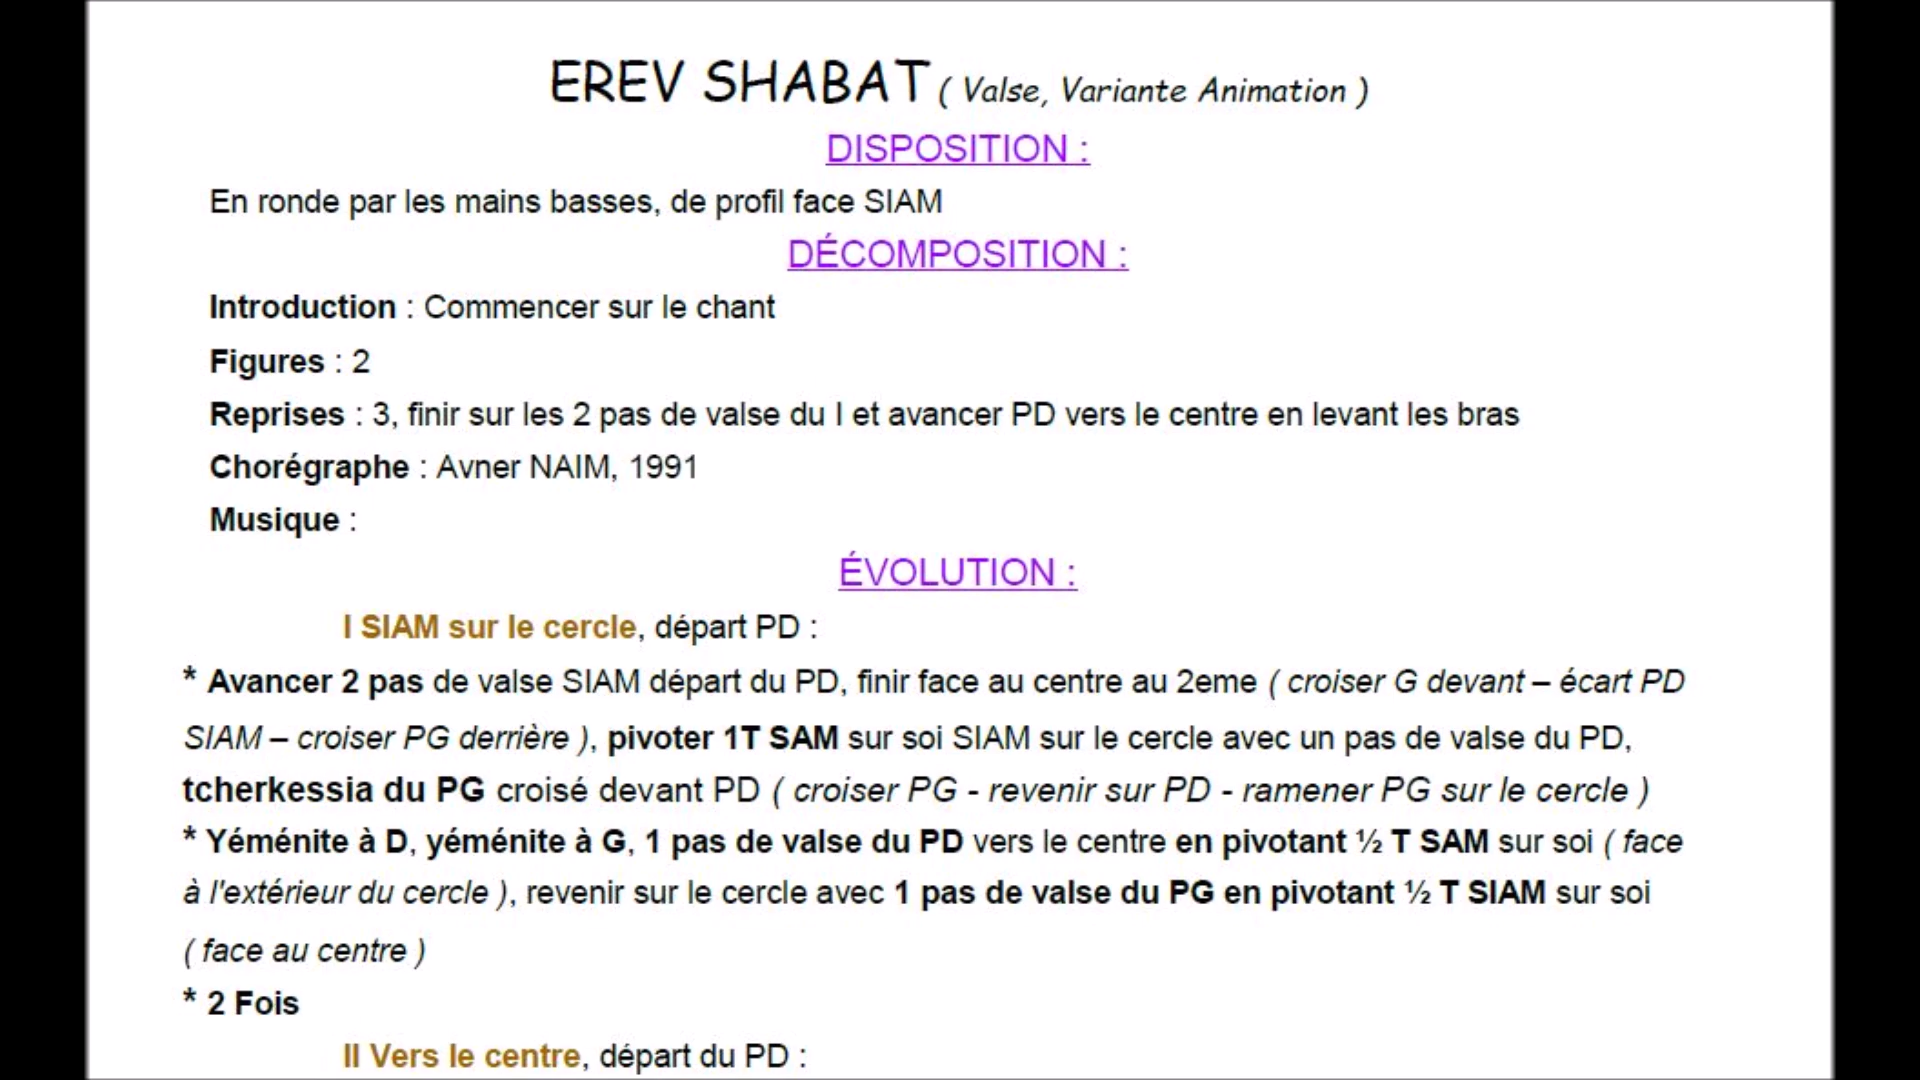 EREV SHABAT ( Valse, Variante Animation )
DISPOSITION :
En ronde par les mains basses, de profil face SIAM
DÉCOMPOSITION :
Introduction : Commencer sur le chant
Figures : 2
Reprises : 3, finir sur les 2 pas de valse du I et avancer PD vers le centre en levant les bras
Chorégraphe : Avner NAIM, 1991
Musique :
ÉVOLUTION :
I SIAM sur le cercle, départ PD :
* Avancer 2 pas de valse SIAM départ du PD, finir face au centre au 2eme ( croiser G devant – écart PD
SIAM – croiser PG derrière ), pivoter 1T SAM sur soi SIAM sur le cercle avec un pas de valse du PD,
tcherkessia du PG croisé devant PD ( croiser PG - revenir sur PD - ramener PG sur le cercle )
* Yéménite à D, yéménite à G, 1 pas de valse du PD vers le centre en pivotant ½ T SAM sur soi ( face
à l'extérieur du cercle ), revenir sur le cercle avec 1 pas de valse du PG en pivotant ½ T SIAM sur soi
( face au centre )
* 2 Fois
II Vers le centre, départ du PD :